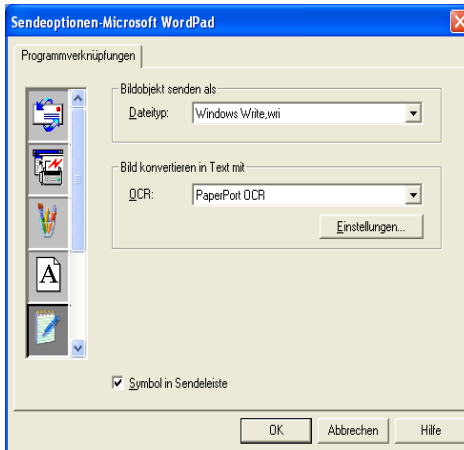 Sendeoptionen-Microsoft WordPad
Programmverknüpfungen
Bildobjekt senden als
Dateityp: Windows Write,wri
Bild konvertieren in Text mit
OCR: PaperPort OCR
Einstellungen...
A
Symbol in Sendeleiste
OK Abbrechen Hilfe